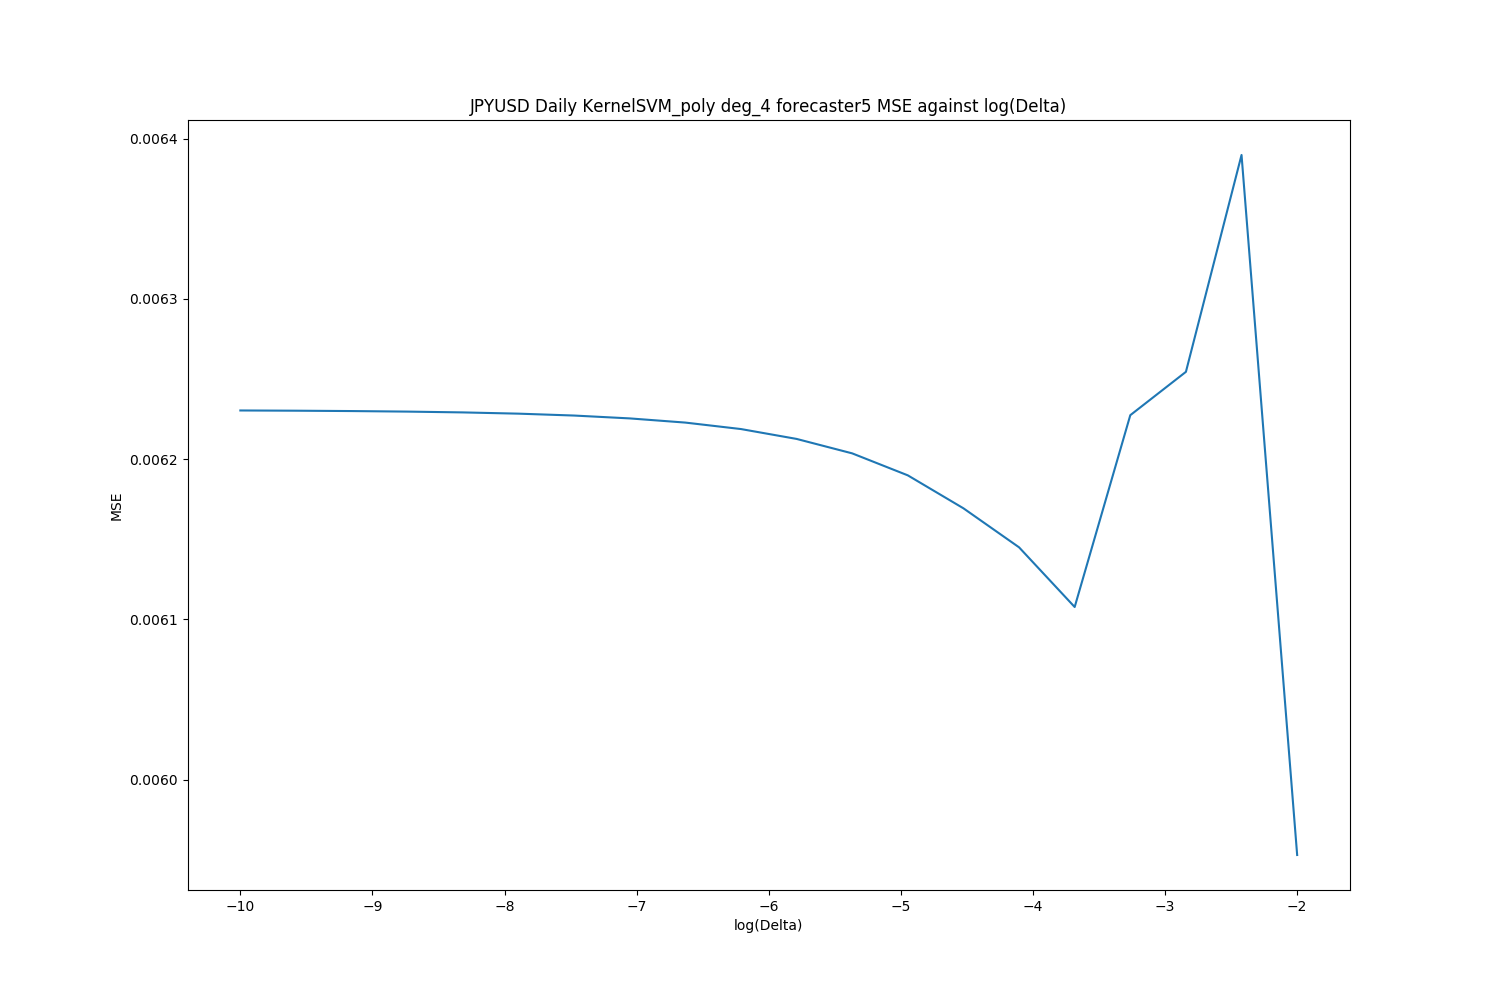 JPYUSD Daily KernelSVM_poly deg_4 forecaster5 MSE against log(Delta)
0.0064
0.0063
0.0062
0.0061
0.0060
MSE
−10 −9 −8 −7 −6 −5 −4 −3 −2
log(Delta)